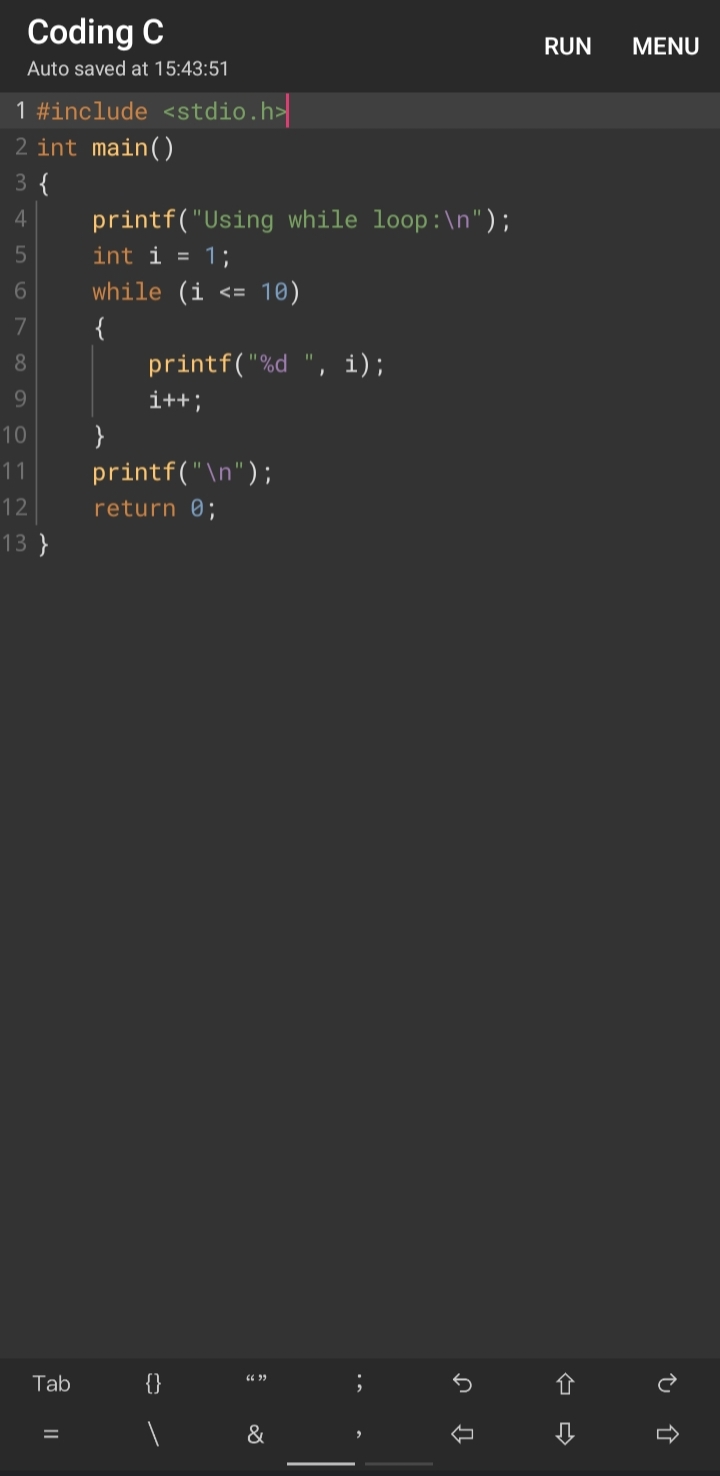 Coding C
Auto saved at 15:43:51
RUN MENU
1 #include <stdio.h>
2 int main()
3 {
4     printf("Using while loop:\n");
5     int i = 1;
6     while (i <= 10)
7     {
8         printf("%d ", i);
9         i++;
10     }
11     printf("\n");
12     return 0;
13 }
Tab {} “” ;
= \ & ,